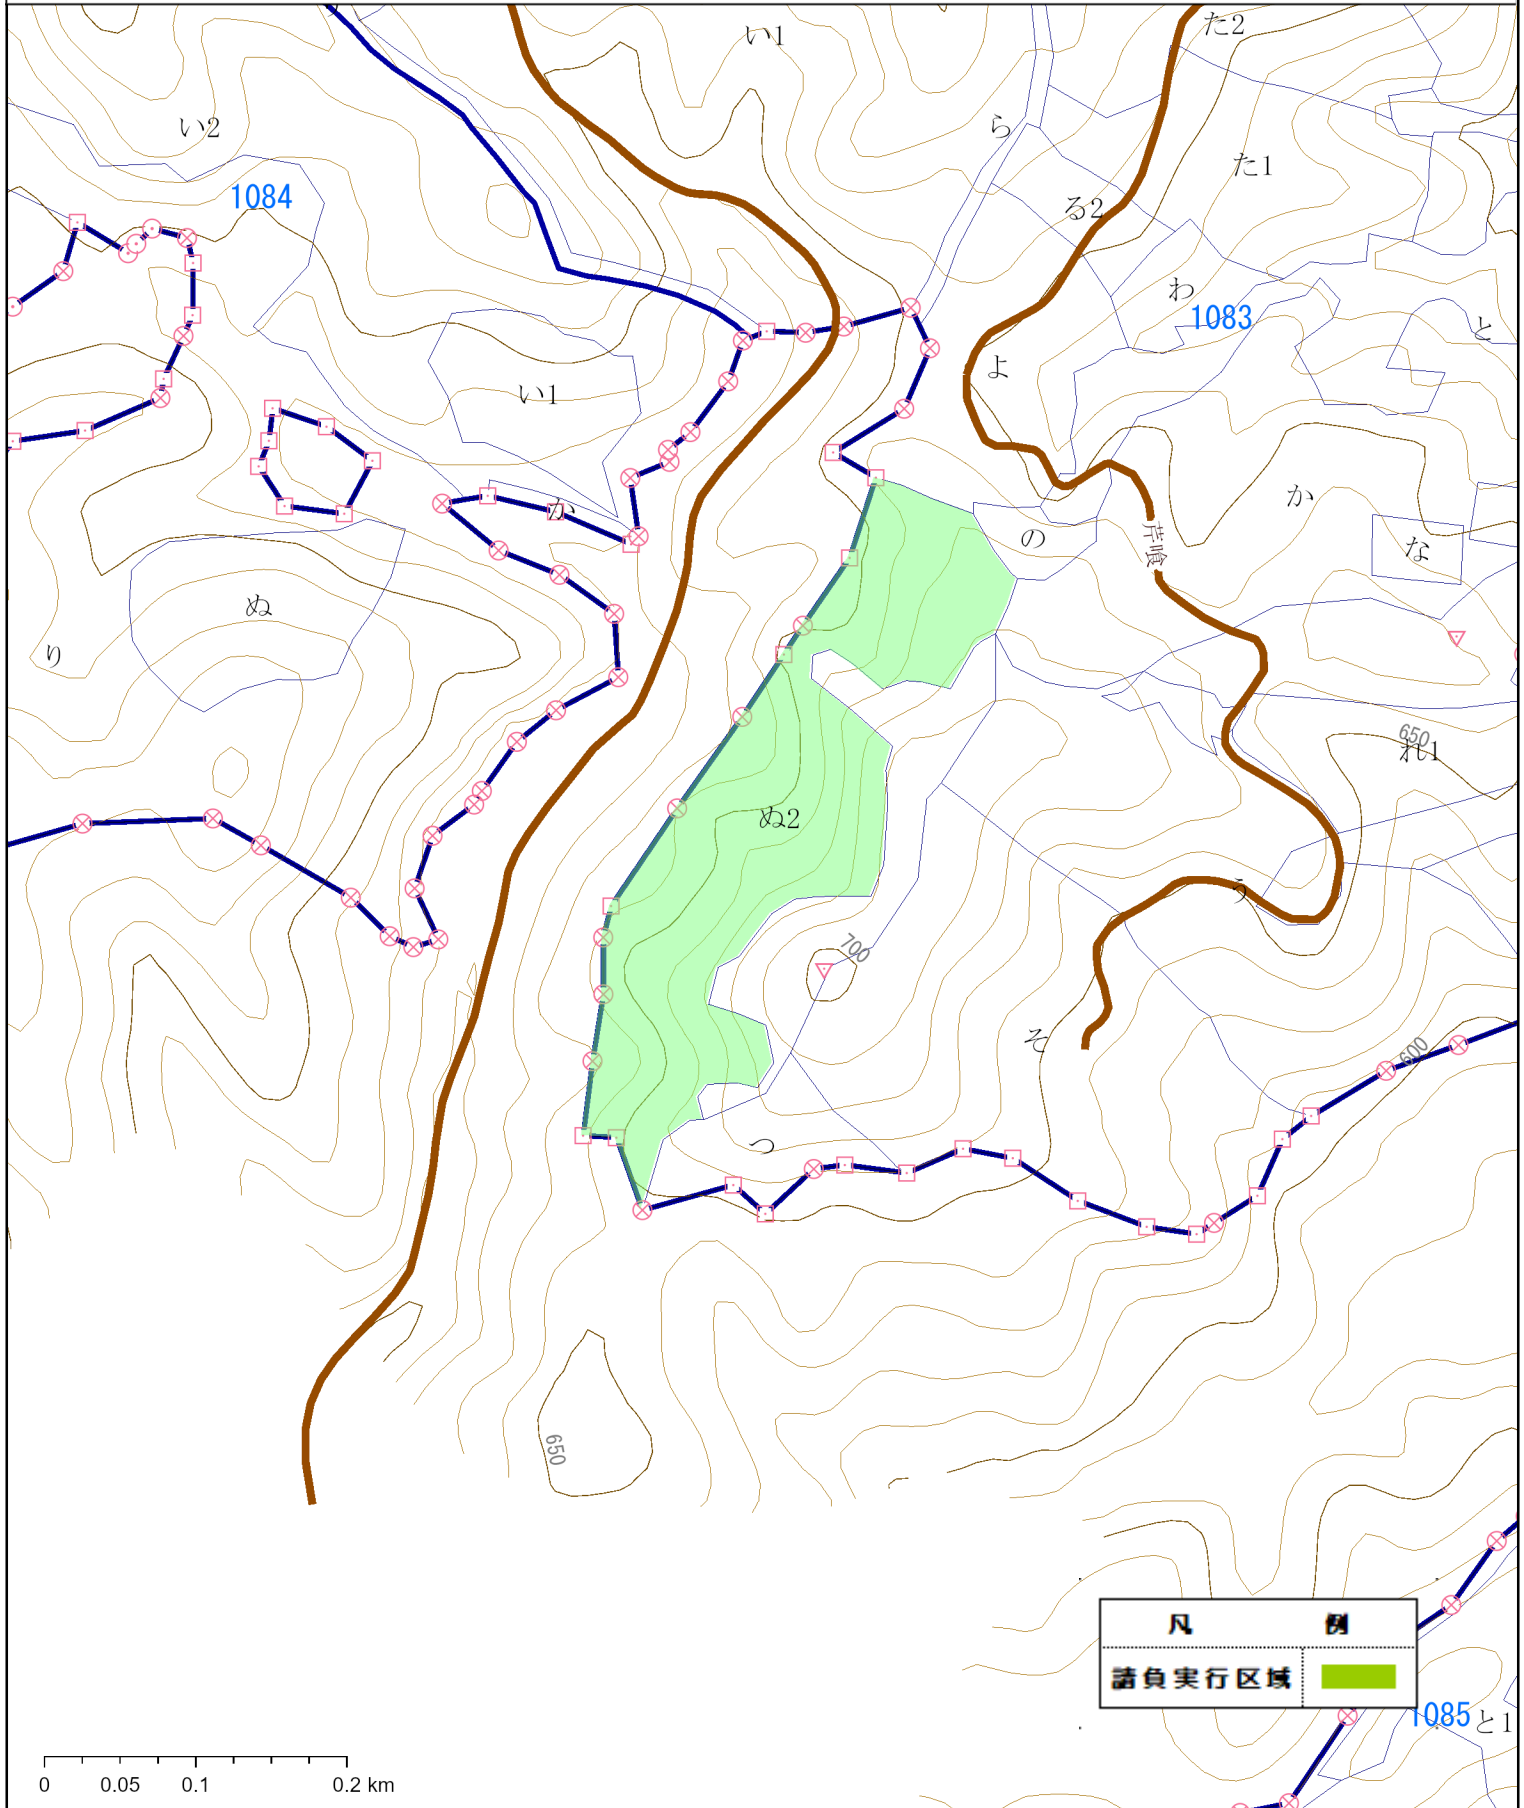 た2
い1
い2
ら
た1
1084
る2
わ
1083
と
よ
い1
か
か
の
芹喰
な
ぬ
り
650
れ1
ぬ2
う
700
そ
600
つ
650
凡 例
請負実行区域
1085
と1
0 0.05 0.1 0.2 km